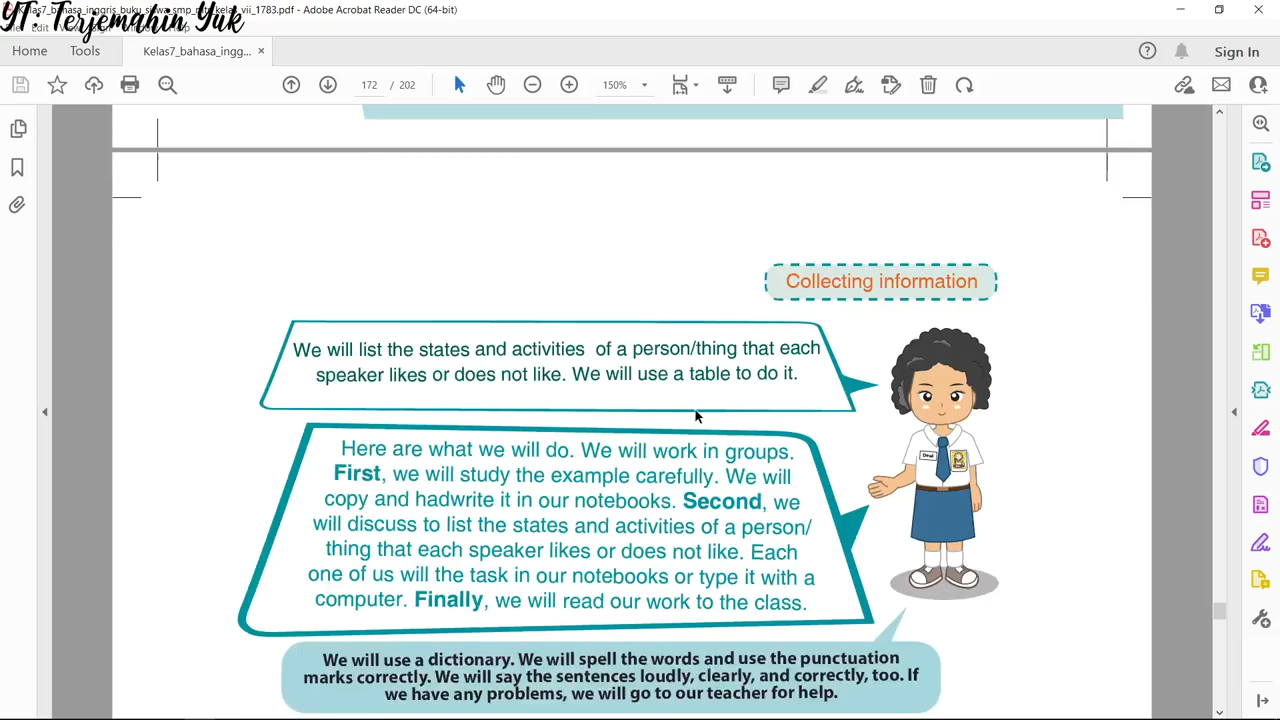 YT: Terjemahin Yuk
elas7_bahasa_inggris_buku_siswa_smp_mts_kelas_vii_1783.pdf - Adobe Acrobat Reader DC (64-bit)
Home Tools Kelas7_bahasa_ingg... × Sign In
172 / 202 150%
Collecting information
We will list the states and activities of a person/thing that each
speaker likes or does not like. We will use a table to do it.
Here are what we will do. We will work in groups.
First, we will study the example carefully. We will
copy and hadwrite it in our notebooks. Second, we
will discuss to list the states and activities of a person/
thing that each speaker likes or does not like. Each
one of us will the task in our notebooks or type it with a
computer. Finally, we will read our work to the class.
We will use a dictionary. We will spell the words and use the punctuation
marks correctly. We will say the sentences loudly, clearly, and correctly, too. If
we have any problems, we will go to our teacher for help.